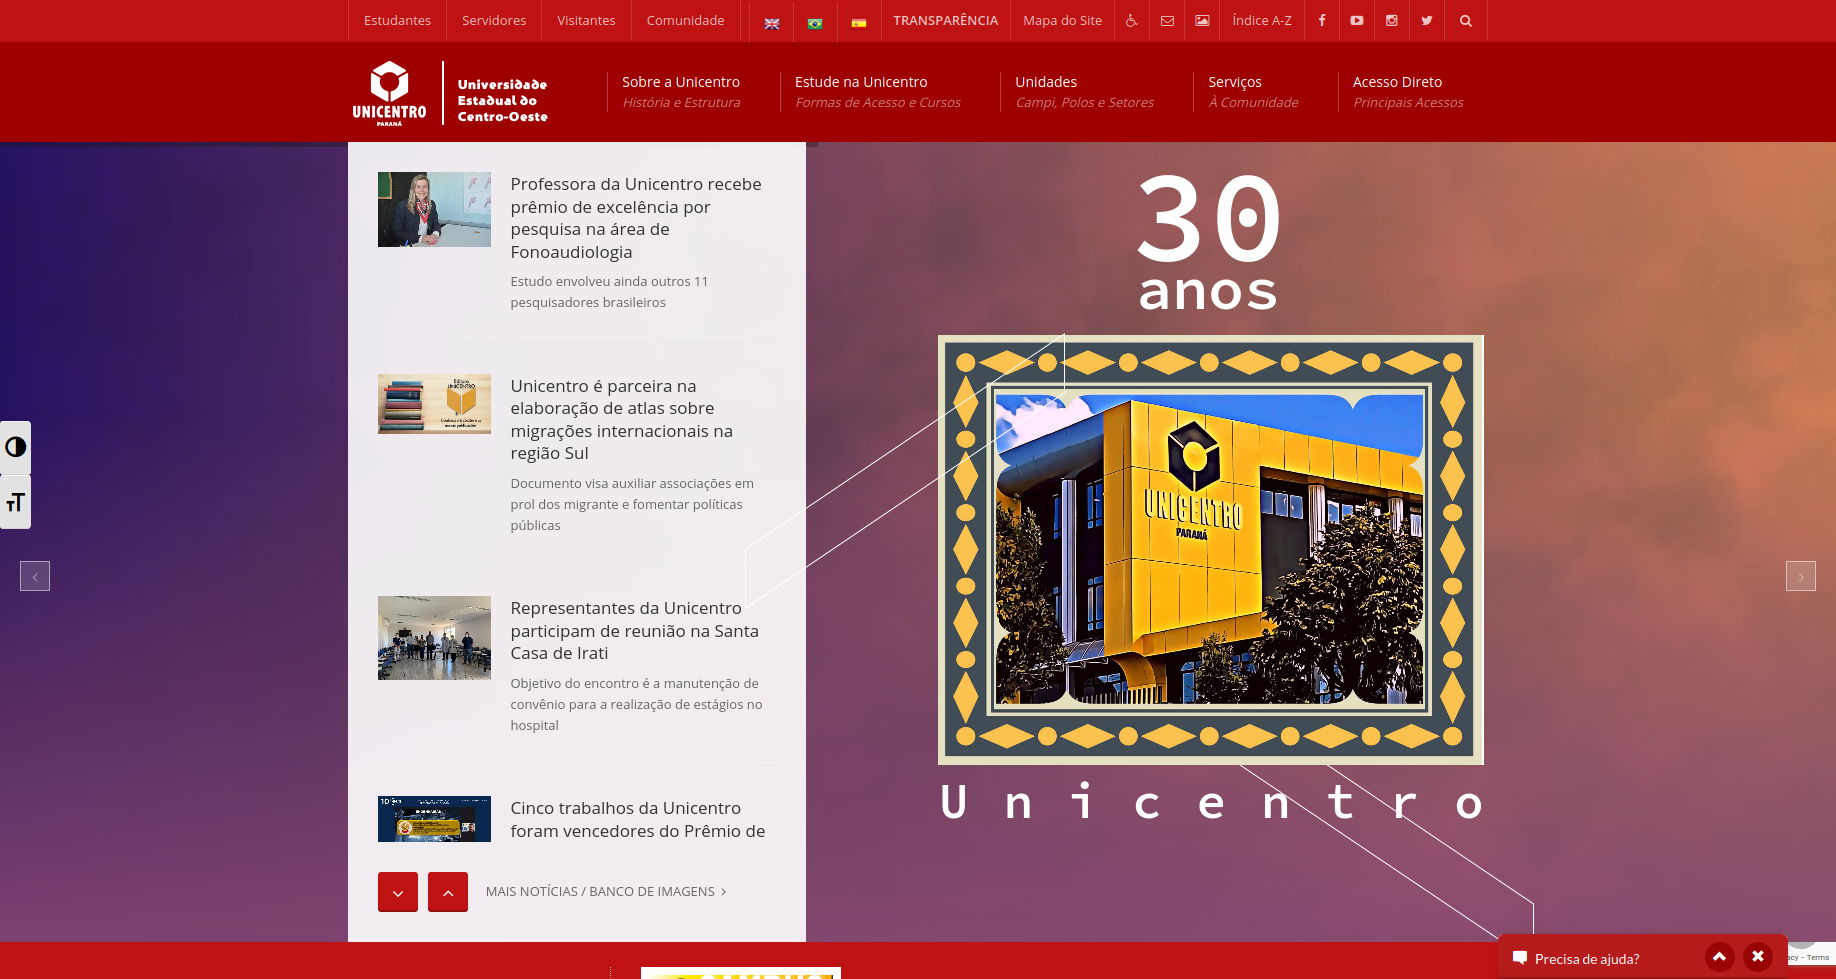 Estudantes
Servidores
Visitantes
Comunidade
TRANSPARÊNCIA
Mapa do Site
Índice A-Z
UNICENTRO
PARANÁ
Universidade
Estadual do
Centro-Oeste
Sobre a Unicentro
História e Estrutura
Estude na Unicentro
Formas de Acesso e Cursos
Unidades
Campi, Polos e Setores
Serviços
À Comunidade
Acesso Direto
Principais Acessos
Professora da Unicentro recebe
prêmio de excelência por
pesquisa na área de
Fonoaudiologia
Estudo envolveu ainda outros 11
pesquisadores brasileiros
Editora
UNICENTRO
Unicentro é parceira na
elaboração de atlas sobre
migrações internacionais na
região Sul
Documento visa auxiliar associações em
prol dos migrante e fomentar políticas
públicas
Representantes da Unicentro
participam de reunião na Santa
Casa de Irati
Objetivo do encontro é a manutenção de
convênio para a realização de estágios no
hospital
Cinco trabalhos da Unicentro
foram vencedores do Prêmio de
MAIS NOTÍCIAS / BANCO DE IMAGENS
30
anos
UNICENTRO
PARANÁ
Unicentro
Precisa de ajuda?
- Terms